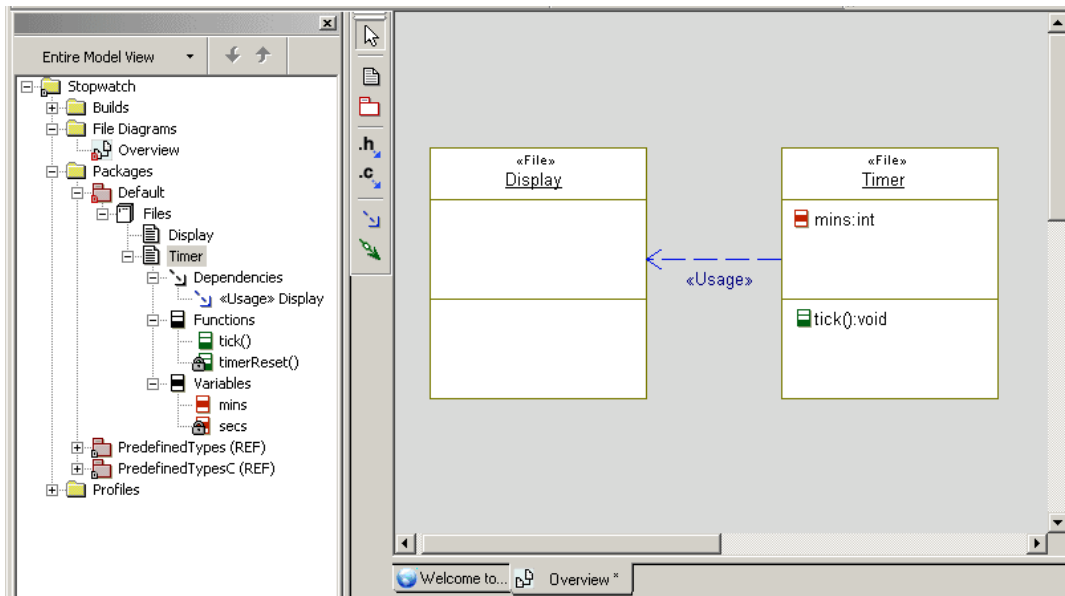 Entire Model View
Stopwatch
Builds
File Diagrams
Overview
Packages
Default
Files
Display
Timer
Dependencies
«Usage» Display
Functions
tick()
timerReset()
Variables
mins
secs
PredefinedTypes (REF)
PredefinedTypesC (REF)
Profiles
.h
.c
«File»
Display
«Usage»
«File»
Timer
mins:int
tick():void
Welcome to...
Overview *